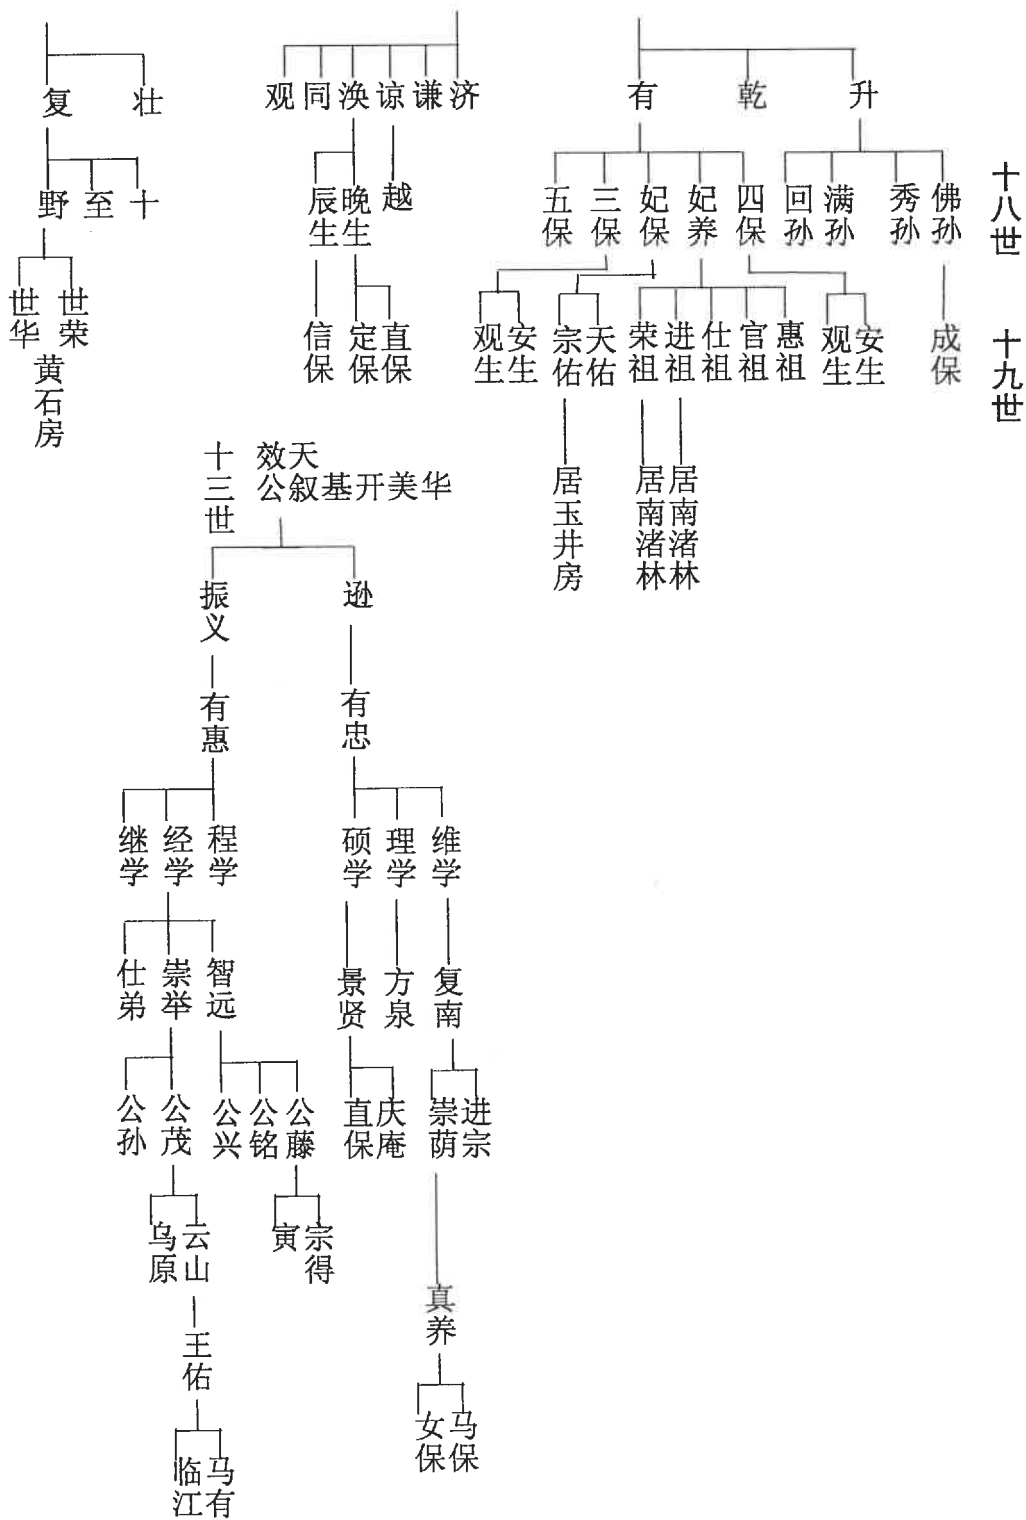 复 壮
观 同 涣 谅 谦 济
有 乾 升
野 至 十
辰生 晚生 越
五保 三保 妃保 妃养 四保 回孙 满孙 秀孙 佛孙
十八世
世华 世荣
信保 定保 直保
观生 安生 宗佑 天佑 荣祖 进祖 仕祖 官祖 惠祖 观生 安生 成保
十九世
黄石房
居玉井房 居南渚林 居南渚林
十三世 效公 天叙 基开美华
振义 逊
有惠 有忠
继学 经学 程学 硕学 理学 维学
仕弟 崇举 智远 景贤 方泉 复南
公孙 公茂 公兴 公铭 公藤 直保 庆庵 崇荫 进宗
乌原 云山 寅 宗得
真养
王佑
女保 马保
临江 马有